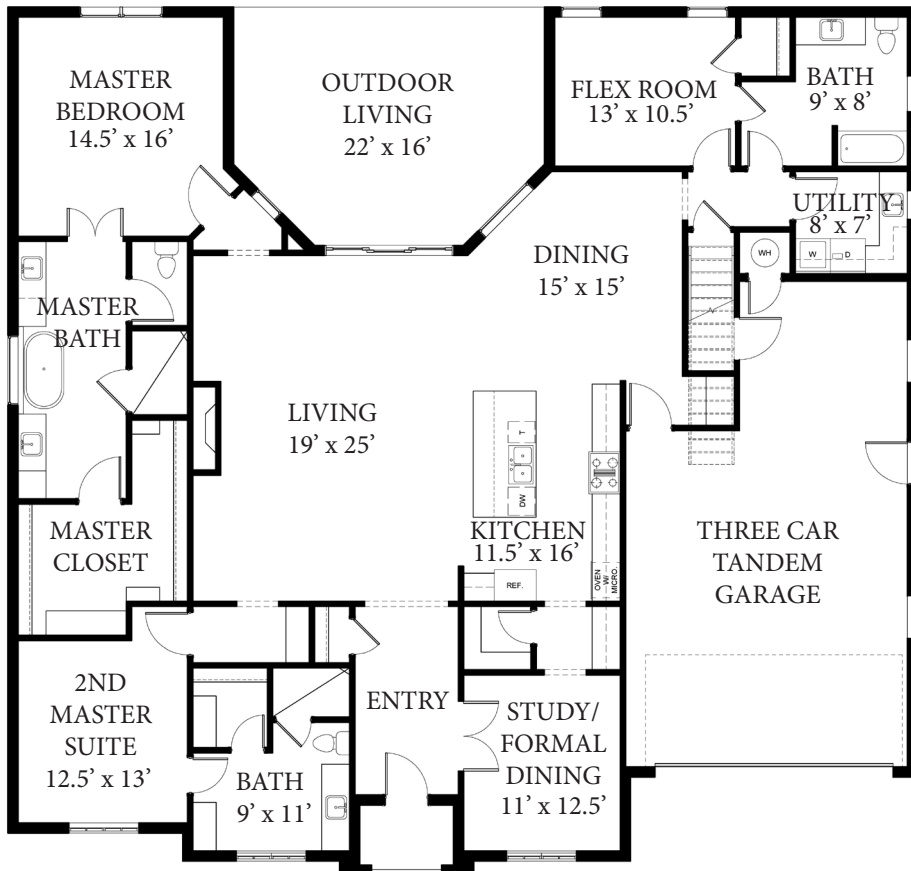 MASTER
BEDROOM
14.5’ x 16’
OUTDOOR
LIVING
22’ x 16’
FLEX ROOM
13’ x 10.5’
BATH
9’ x 8’
UTILITY
8’ x 7’
W
D
WH
DINING
15’ x 15’
MASTER
BATH
LIVING
19’ x 25’
T
DW
KITCHEN
11.5’ x 16’
REF.
OVEN
W/
MICRO.
MASTER
CLOSET
THREE CAR
TANDEM
GARAGE
2ND
MASTER
SUITE
12.5’ x 13’
BATH
9’ x 11’
ENTRY
STUDY/
FORMAL
DINING
11’ x 12.5’